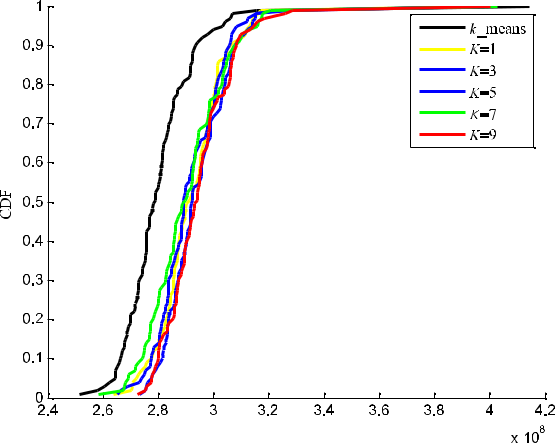 1
0,9
0,8
0,7
0,6
0,5
0,4
0,3
0,2
0,1
0
CDF
2.4
2.6
2.8
3
3.2
3.4
3.6
3.8
4
4.2
x 10⁸
k_means
K=1
K=3
K=5
K=7
K=9